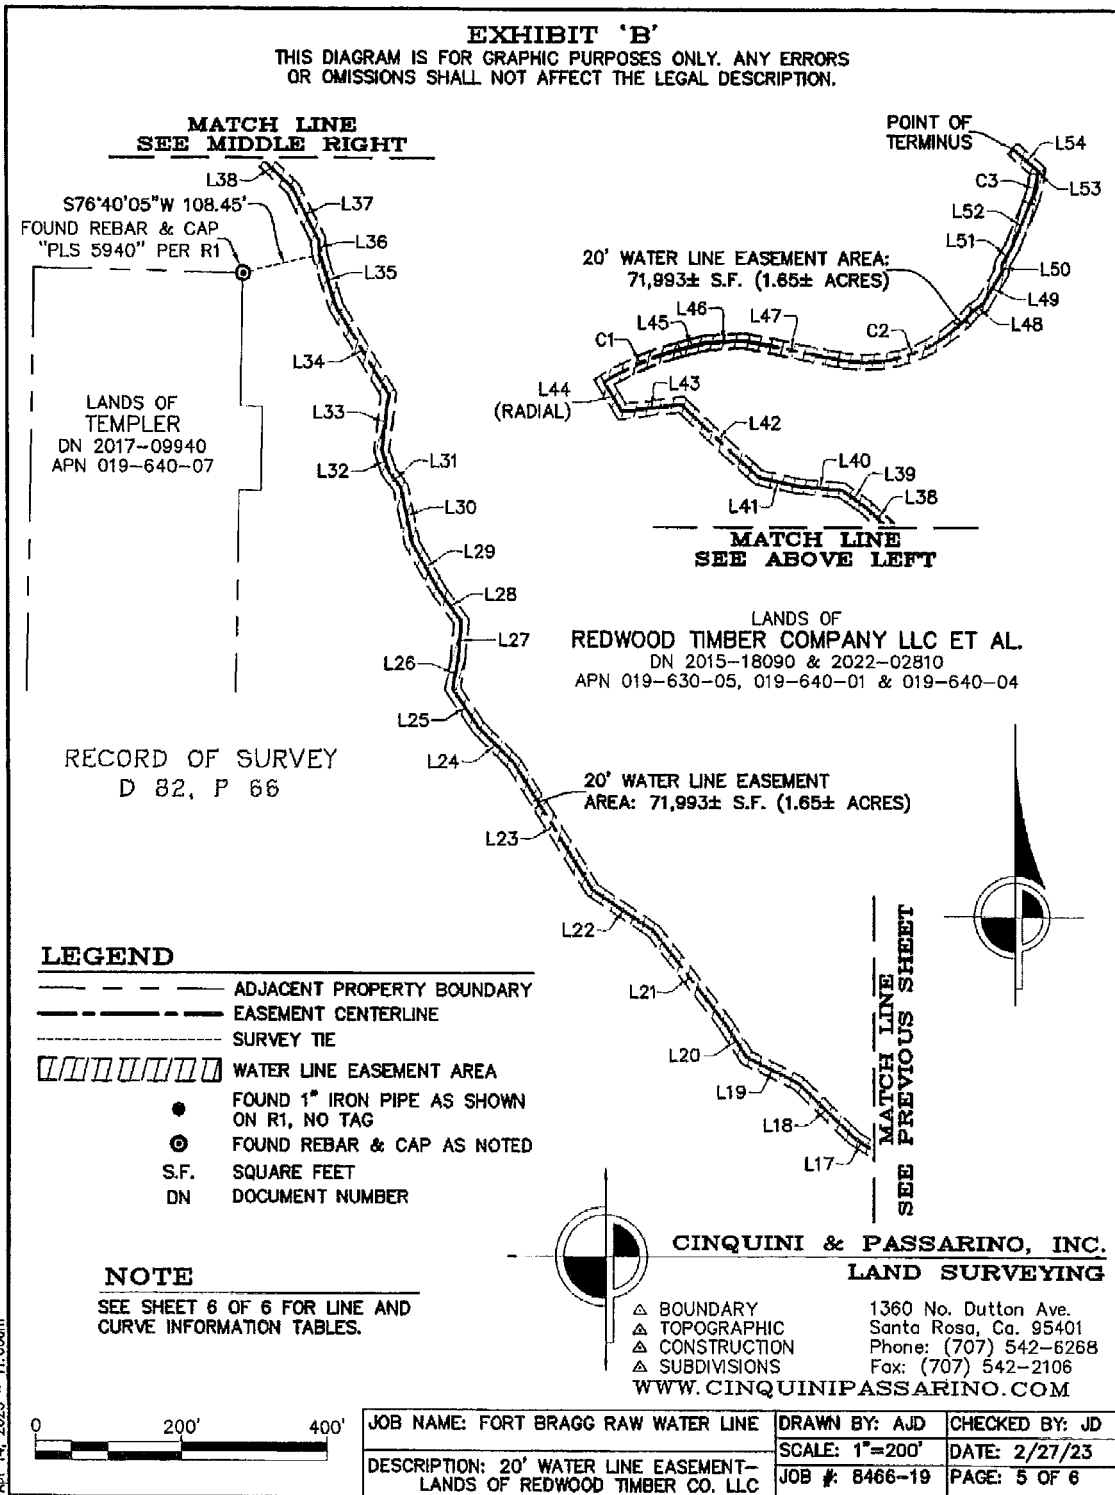 EXHIBIT 'B'
THIS DIAGRAM IS FOR GRAPHIC PURPOSES ONLY. ANY ERRORS
OR OMISSIONS SHALL NOT AFFECT THE LEGAL DESCRIPTION.
MATCH LINE
SEE MIDDLE RIGHT
L38
L37
S76°40'05"W 108.45'
FOUND REBAR & CAP
"PLS 5940" PER R1
L36
L35
L34
L33
LANDS OF
TEMPLER
DN 2017-09940
APN 019-640-07
L32
L31
L30
L29
L28
L27
L26
L25
L24
RECORD OF SURVEY
D 82, P 66
POINT OF
TERMINUS
L54
L53
C3
L52
L51
L50
L49
L48
20' WATER LINE EASEMENT AREA:
71,993± S.F. (1.65± ACRES)
L46
L45
L47
C2
C1
L44
(RADIAL)
L43
L42
L40
L39
L38
L41
MATCH LINE
SEE ABOVE LEFT
LANDS OF
REDWOOD TIMBER COMPANY LLC ET AL.
DN 2015-18090 & 2022-02810
APN 019-630-05, 019-640-01 & 019-640-04
20' WATER LINE EASEMENT
AREA: 71,993± S.F. (1.65± ACRES)
L23
L22
L21
L20
L19
L18
L17
MATCH LINE
SEE PREVIOUS SHEET
LEGEND
ADJACENT PROPERTY BOUNDARY
EASEMENT CENTERLINE
SURVEY TIE
WATER LINE EASEMENT AREA
FOUND 1" IRON PIPE AS SHOWN
ON R1, NO TAG
FOUND REBAR & CAP AS NOTED
S.F. SQUARE FEET
DN DOCUMENT NUMBER
NOTE
SEE SHEET 6 OF 6 FOR LINE AND
CURVE INFORMATION TABLES.
CINQUINI & PASSARINO, INC.
LAND SURVEYING
BOUNDARY
TOPOGRAPHIC
CONSTRUCTION
SUBDIVISIONS
1360 No. Dutton Ave.
Santa Rosa, Ca. 95401
Phone: (707) 542-6268
Fax: (707) 542-2106
WWW.CINQUINIPASSARINO.COM
0 200' 400'
JOB NAME: FORT BRAGG RAW WATER LINE
DESCRIPTION: 20' WATER LINE EASEMENT-
LANDS OF REDWOOD TIMBER CO. LLC
DRAWN BY: AJD
CHECKED BY: JD
SCALE: 1"=200'
DATE: 2/27/23
JOB #: 8466-19
PAGE: 5 OF 6